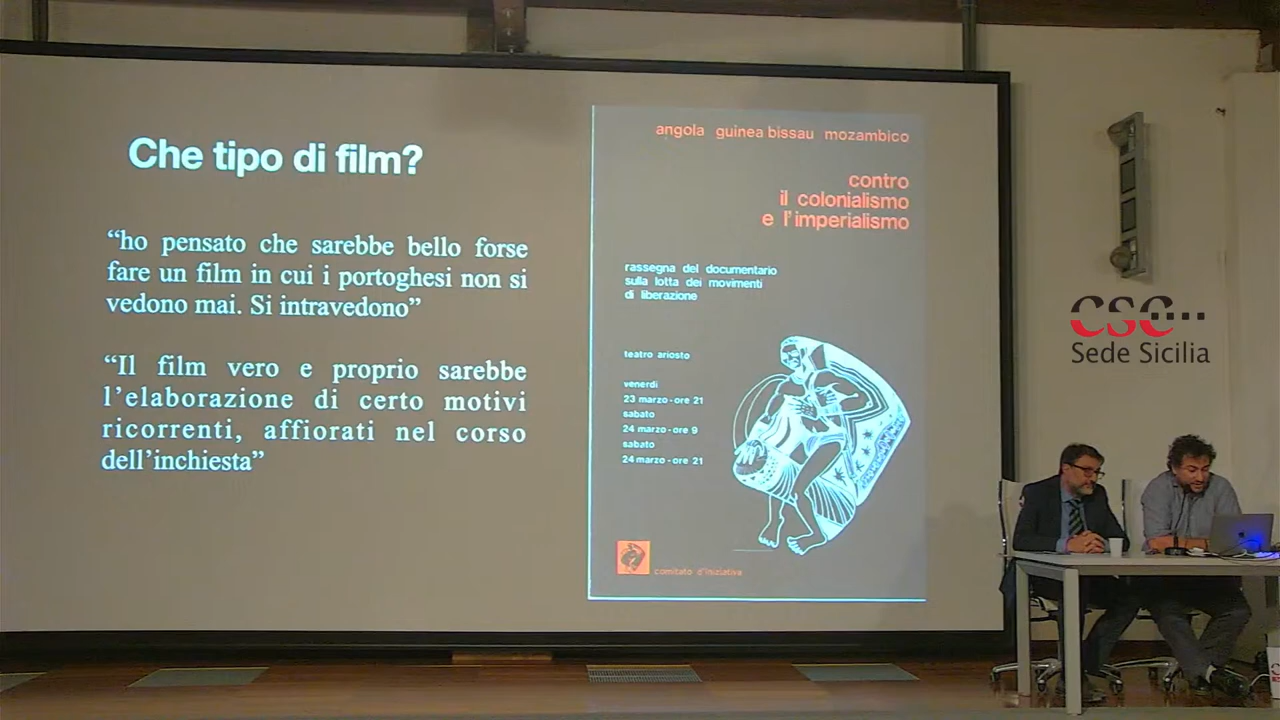 Che tipo di film?
“ho pensato che sarebbe bello forse
fare un film in cui i portoghesi non si
vedono mai. Si intravedono”
“Il film vero e proprio sarebbe
l’elaborazione di certo motivi
ricorrenti, affiorati nel corso
dell’inchiesta”
angola guinea bissau mozambico
contro
il colonialismo
e l’imperialismo
rassegna del documentario
sulla lotta dei movimenti
di liberazione
teatro ariosto
venerdi
23 marzo - ore 21
sabato
24 marzo - ore 9
sabato
24 marzo - ore 21
comitato d’iniziativa
CSC...
Sede Sicilia